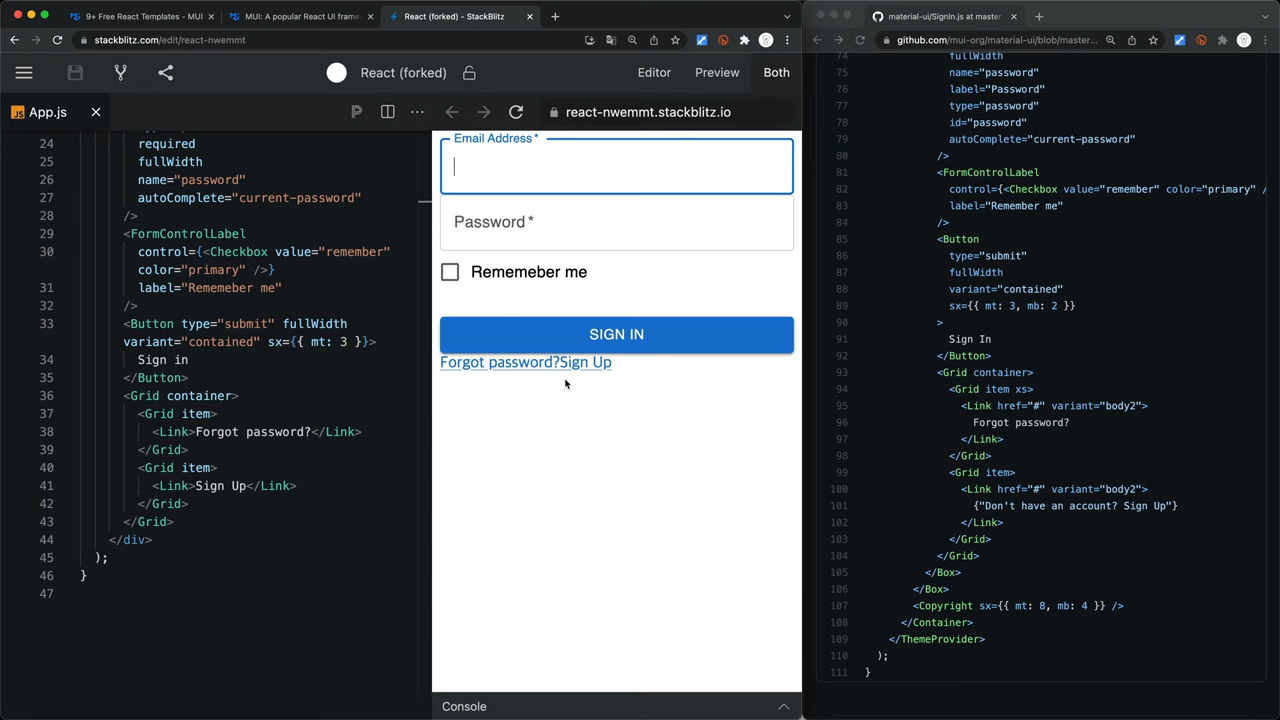 9+ Free React Templates - MUI
MUI: A popular React UI frame
React (forked) - StackBlitz
stackblitz.com/edit/react-nwemmt
React (forked)
Editor
Preview
Both
JS
App.js
react-nwemmt.stackblitz.io
24 required
25 fullWidth
26 name="password"
27 autoComplete="current-password"
28 />
29 <FormControlLabel
30 control={<Checkbox value="remember"
color="primary" />}
31 label="Rememeber me"
32 />
33 <Button type="submit" fullWidth
variant="contained" sx={{ mt: 3 }}>
34 Sign in
35 </Button>
36 <Grid container>
37 <Grid item>
38 <Link>Forgot password?</Link>
39 </Grid>
40 <Grid item>
41 <Link>Sign Up</Link>
42 </Grid>
43 </Grid>
44 </div>
45 );
46 }
47
Email Address *
Password *
Rememeber me
SIGN IN
Forgot password?Sign Up
Console
material-ui/SignIn.js at master
github.com/mui-org/material-ui/blob/master...
74 fullWidth
75 name="password"
76 label="Password"
77 type="password"
78 id="password"
79 autoComplete="current-password"
80 />
81 <FormControlLabel
82 control={<Checkbox value="remember" color="primary" /
83 label="Remember me"
84 />
85 <Button
86 type="submit"
87 fullWidth
88 variant="contained"
89 sx={{ mt: 3, mb: 2 }}
90 >
91 Sign In
92 </Button>
93 <Grid container>
94 <Grid item xs>
95 <Link href="#" variant="body2">
96 Forgot password?
97 </Link>
98 </Grid>
99 <Grid item>
100 <Link href="#" variant="body2">
101 {"Don't have an account? Sign Up"}
102 </Link>
103 </Grid>
104 </Grid>
105 </Box>
106 </Box>
107 <Copyright sx={{ mt: 8, mb: 4 }} />
108 </Container>
109 </ThemeProvider>
110 );
111 }